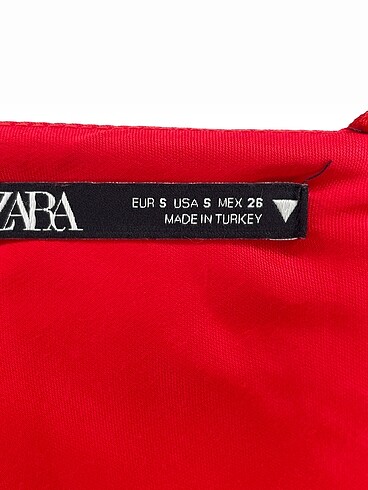 ZARA
EUR S USA S MEX 26
MADE IN TURKEY